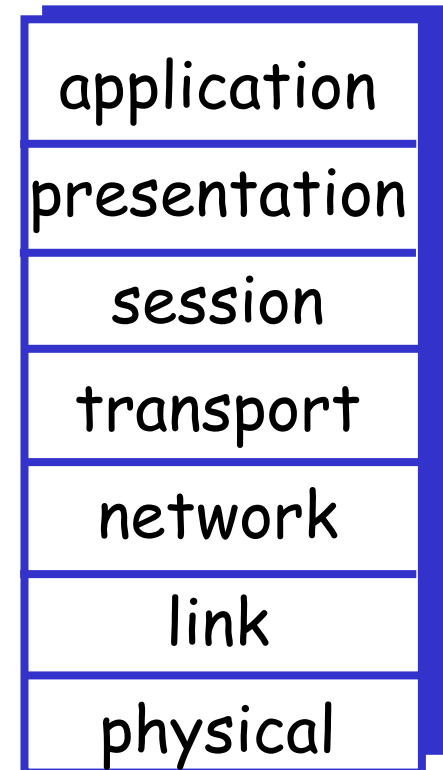 application
presentation
session
transport
network
link
physical